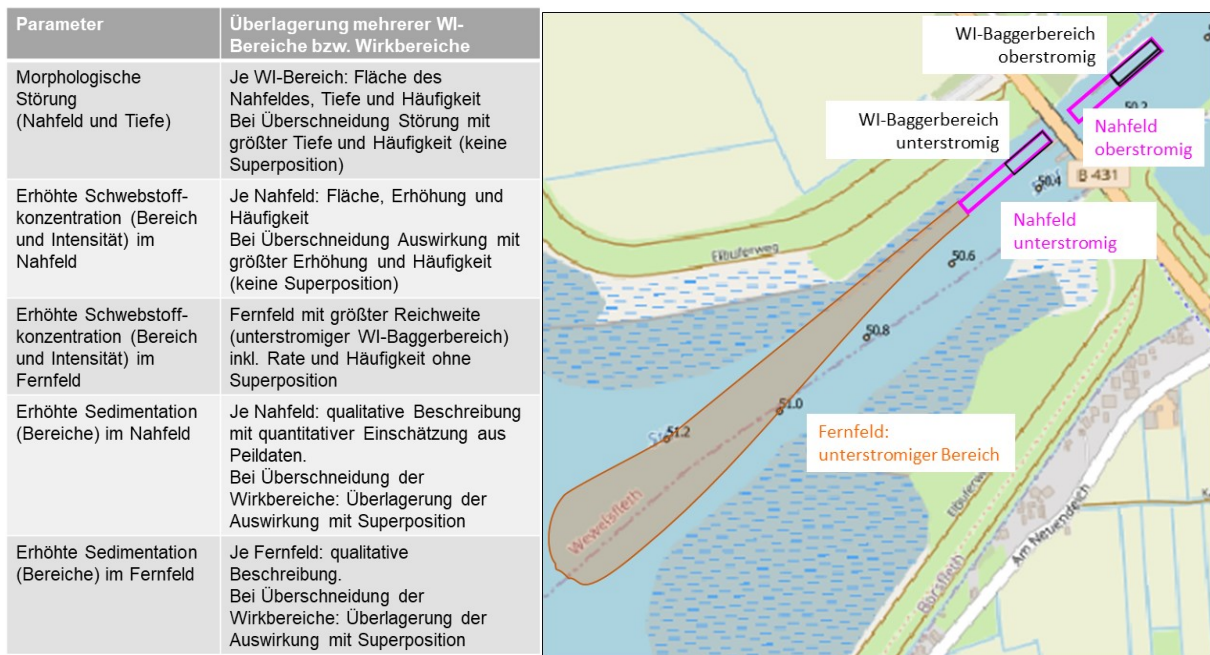 Parameter
Überlagerung mehrerer WI-
Bereiche bzw. Wirkbereiche
Morphologische
Störung
(Nahfeld und Tiefe)
Je WI-Bereich: Fläche des
Nahfeldes, Tiefe und Häufigkeit
Bei Überschneidung Störung mit
größter Tiefe und Häufigkeit (keine
Superposition)
Erhöhte Schwebstoff-
konzentration (Bereich
und Intensität) im
Nahfeld
Je Nahfeld: Fläche, Erhöhung und
Häufigkeit
Bei Überschneidung Auswirkung mit
größter Erhöhung und Häufigkeit
(keine Superposition)
Erhöhte Schwebstoff-
konzentration (Bereich
und Intensität) im
Fernfeld
Fernfeld mit größter Reichweite
(unterstromiger WI-Baggerbereich)
inkl. Rate und Häufigkeit ohne
Superposition
Erhöhte Sedimentation
(Bereiche) im Nahfeld
Je Nahfeld: qualitative Beschreibung
mit quantitativer Einschätzung aus
Peildaten.
Bei Überschneidung der
Wirkbereiche: Überlagerung der
Auswirkung mit Superposition
Erhöhte Sedimentation
(Bereiche) im Fernfeld
Je Fernfeld: qualitative
Beschreibung.
Bei Überschneidung der
Wirkbereiche: Überlagerung der
Auswirkung mit Superposition
WI-Baggerbereich
oberstromig
WI-Baggerbereich
unterstromig
50.2
Nahfeld
oberstromig
50.4
B 431
Nahfeld
unterstromig
Elbuferweg
50.6
50.8
51.0
51.2
Fernfeld:
unterstromiger Bereich
Wewelsfleth
Elbuferweg
Am Neuendeich
Borsfleth